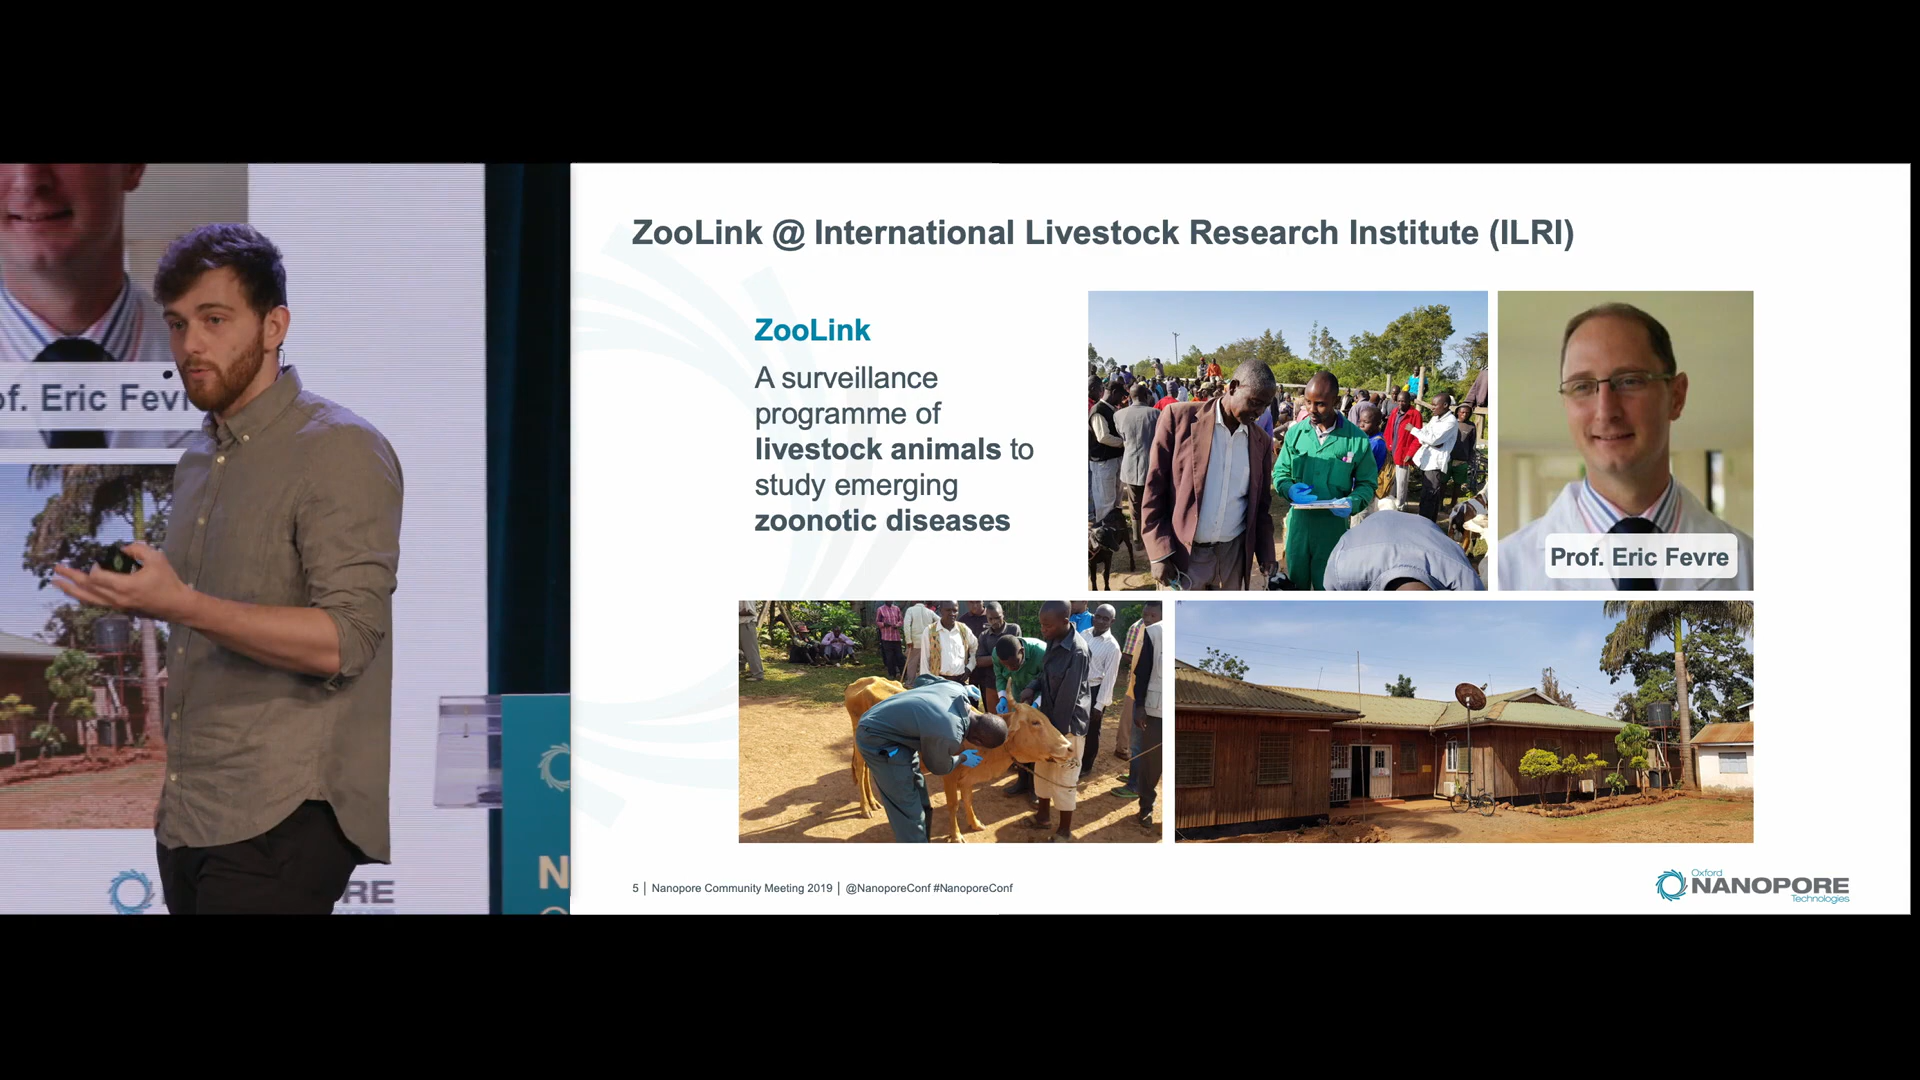 of. Eric Fevr
RE
N
ZooLink @ International Livestock Research Institute (ILRI)
ZooLink
A surveillance
programme of
livestock animals to
study emerging
zoonotic diseases
Prof. Eric Fevre
5 | Nanopore Community Meeting 2019 | @NanoporeConf #NanoporeConf
Oxford
NANOPORE
Technologies